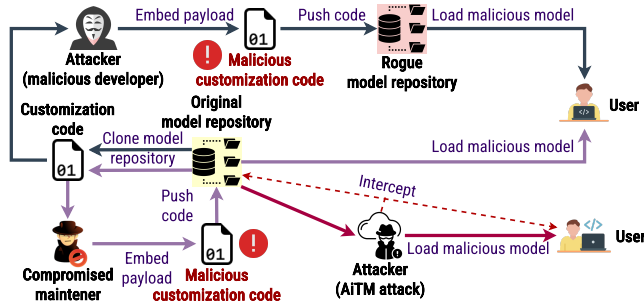 Embed payload
Push code
Load malicious model
01
Attacker
(malicious developer)
Malicious
customization code
Rogue
model repository
Customization
code
Original
model repository
User
Clone model
repository
01
Load malicious model
Push
code
Intercept
01
Embed
payload
Compromised
maintener
Malicious
customization code
Attacker
(AiTM attack)
Load malicious model
User